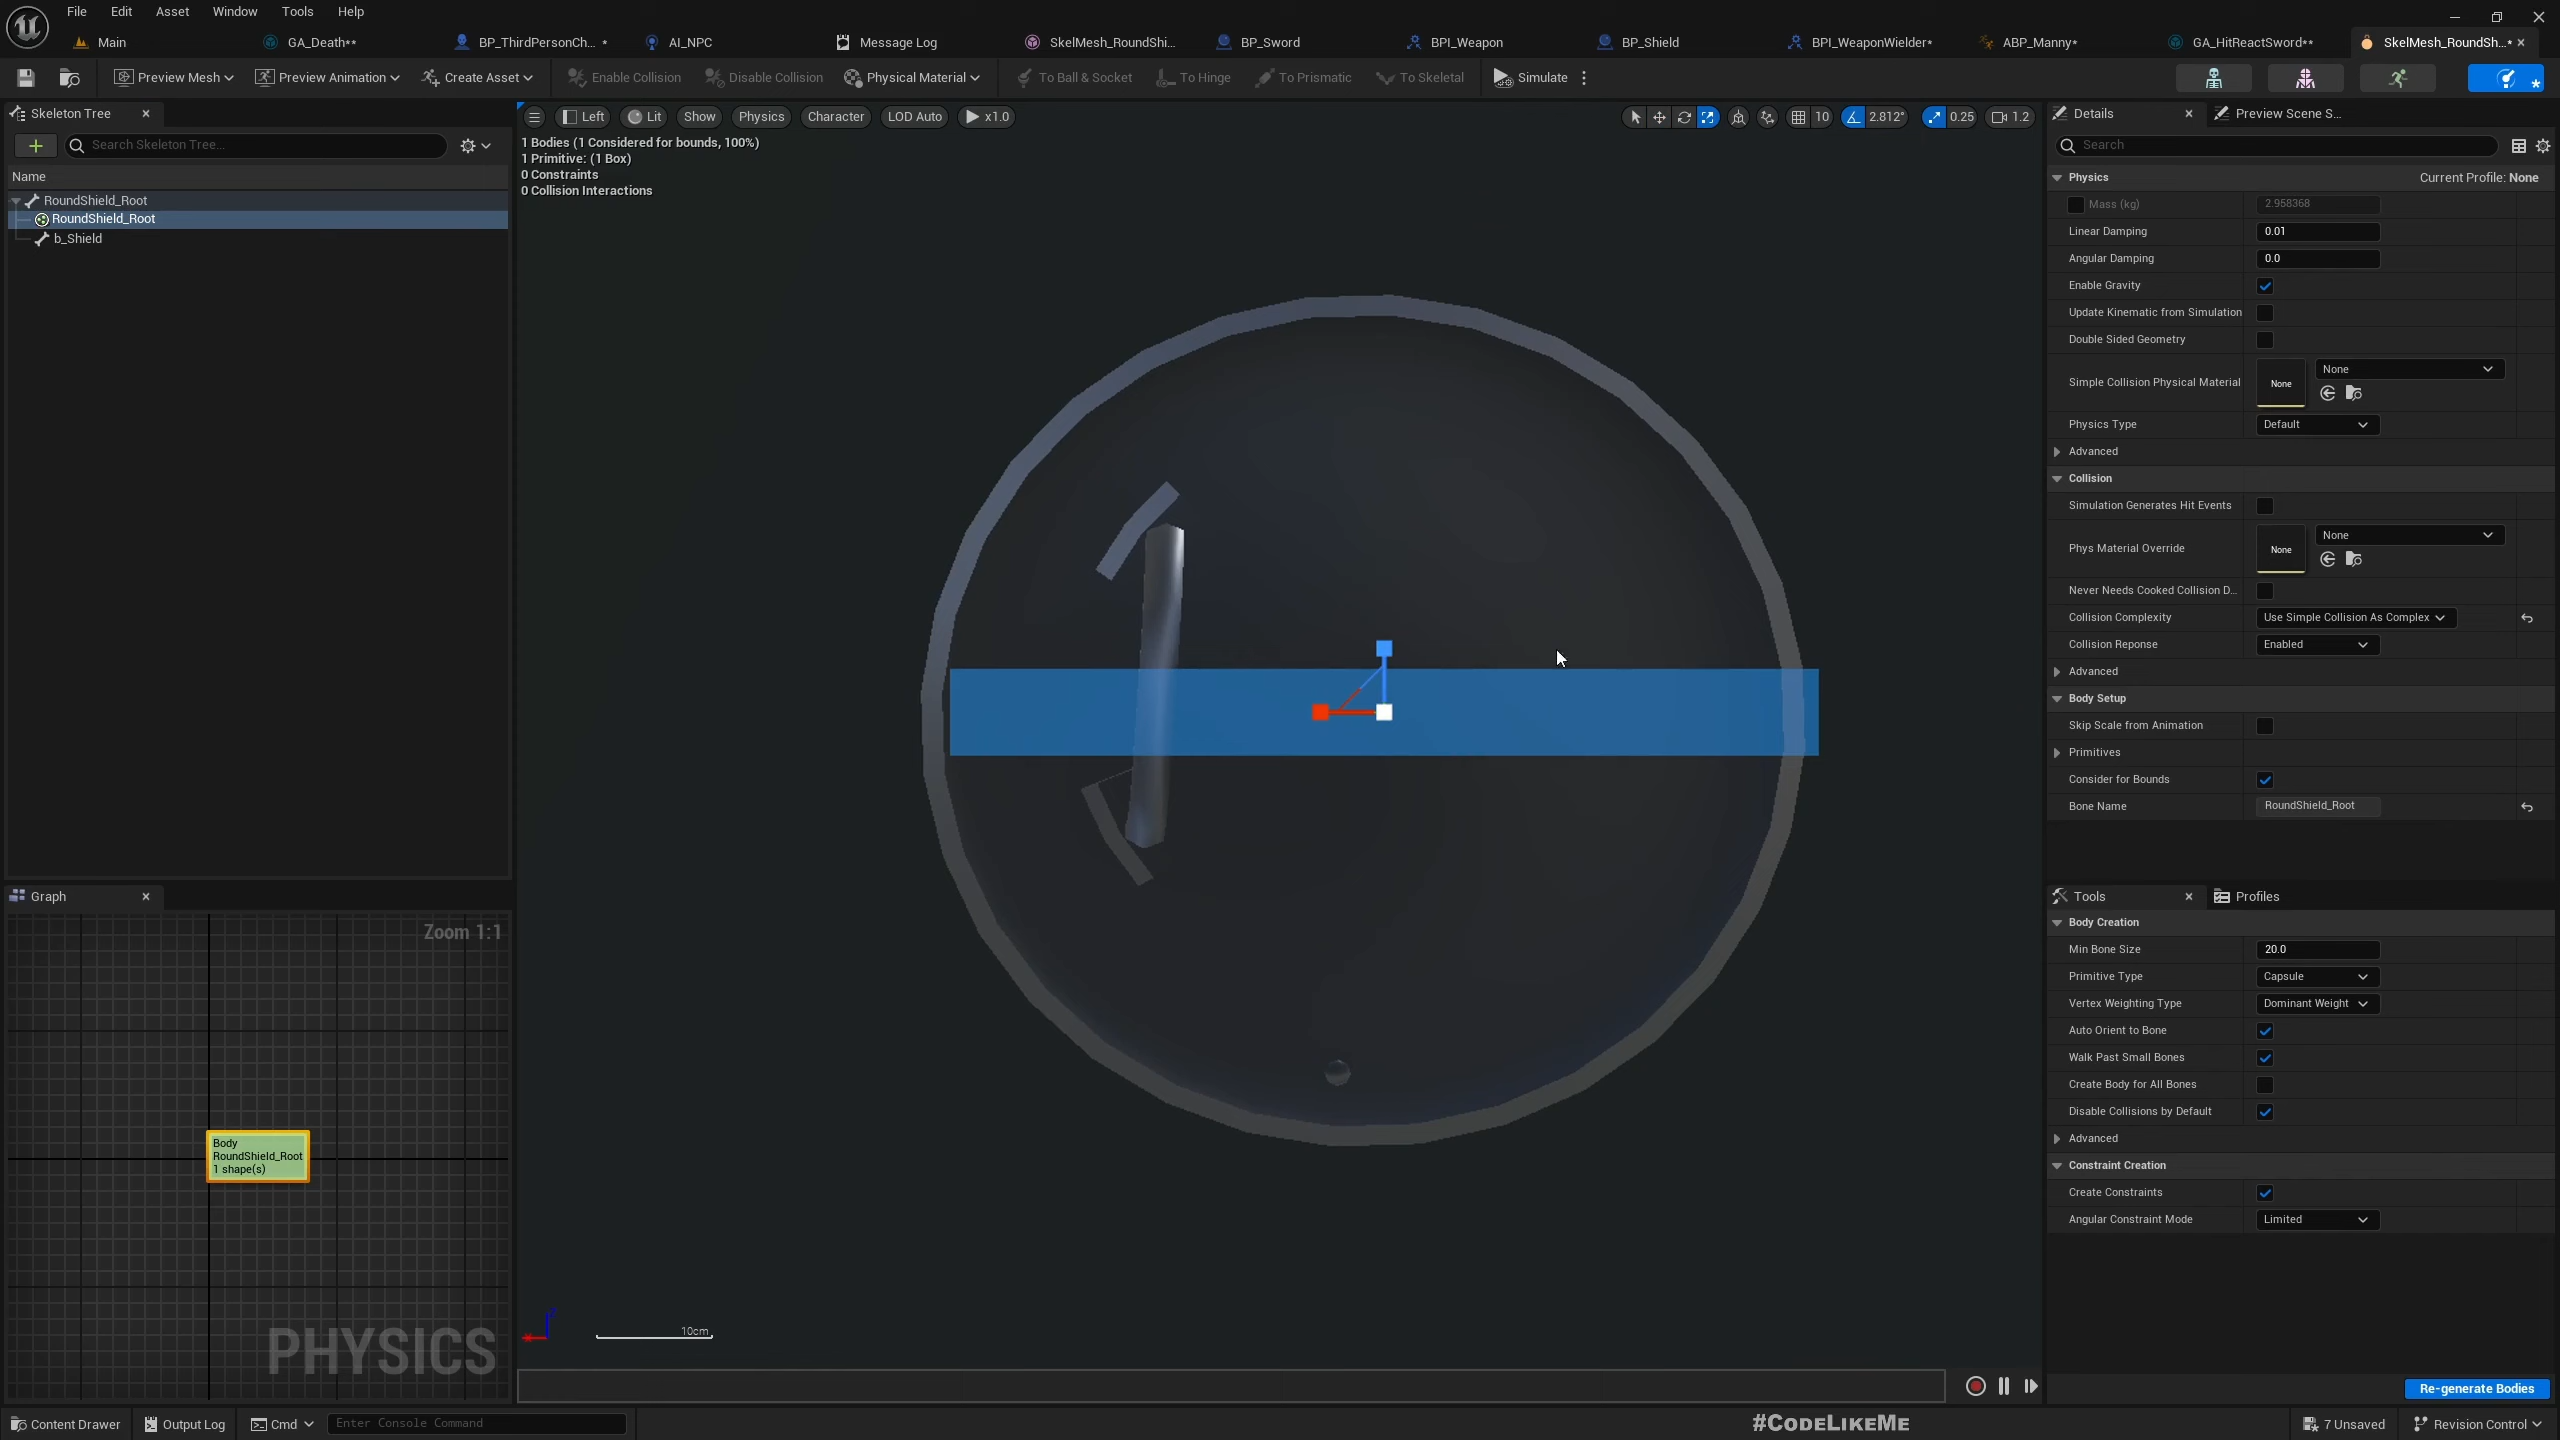 File Edit Asset Window Tools Help
Main GA_Death** BP_ThirdPersonCh... * AI_NPC Message Log SkelMesh_RoundShi... BP_Sword BPI_Weapon BP_Shield BPI_WeaponWielder* ABP_Manny* GA_HitReactSword** SkelMesh_RoundSh...*
Preview Mesh Preview Animation Create Asset Enable Collision Disable Collision Physical Material To Ball & Socket To Hinge To Prismatic To Skeletal Simulate
Skeleton Tree
Search Skeleton Tree...
Name
RoundShield_Root
RoundShield_Root
b_Shield
Left Lit Show Physics Character LOD Auto x1.0 10 2.812° 0.25 1.2
1 Bodies (1 Considered for bounds, 100%)
1 Primitive: (1 Box)
0 Constraints
0 Collision Interactions
10cm
Graph
Zoom 1:1
Body
RoundShield_Root
1 shape(s)
PHYSICS
Details Preview Scene S...
Search
Physics Current Profile: None
Mass (kg) 2.958368
Linear Damping 0.01
Angular Damping 0.0
Enable Gravity
Update Kinematic from Simulation
Double Sided Geometry
Simple Collision Physical Material None None
Physics Type Default
Advanced
Collision
Simulation Generates Hit Events
Phys Material Override None None
Never Needs Cooked Collision D...
Collision Complexity Use Simple Collision As Complex
Collision Reponse Enabled
Advanced
Body Setup
Skip Scale from Animation
Primitives
Consider for Bounds
Bone Name RoundShield_Root
Tools Profiles
Body Creation
Min Bone Size 20.0
Primitive Type Capsule
Vertex Weighting Type Dominant Weight
Auto Orient to Bone
Walk Past Small Bones
Create Body for All Bones
Disable Collisions by Default
Advanced
Constraint Creation
Create Constraints
Angular Constraint Mode Limited
Re-generate Bodies
Content Drawer Output Log Cmd Enter Console Command #CODELIKEME 7 Unsaved Revision Control